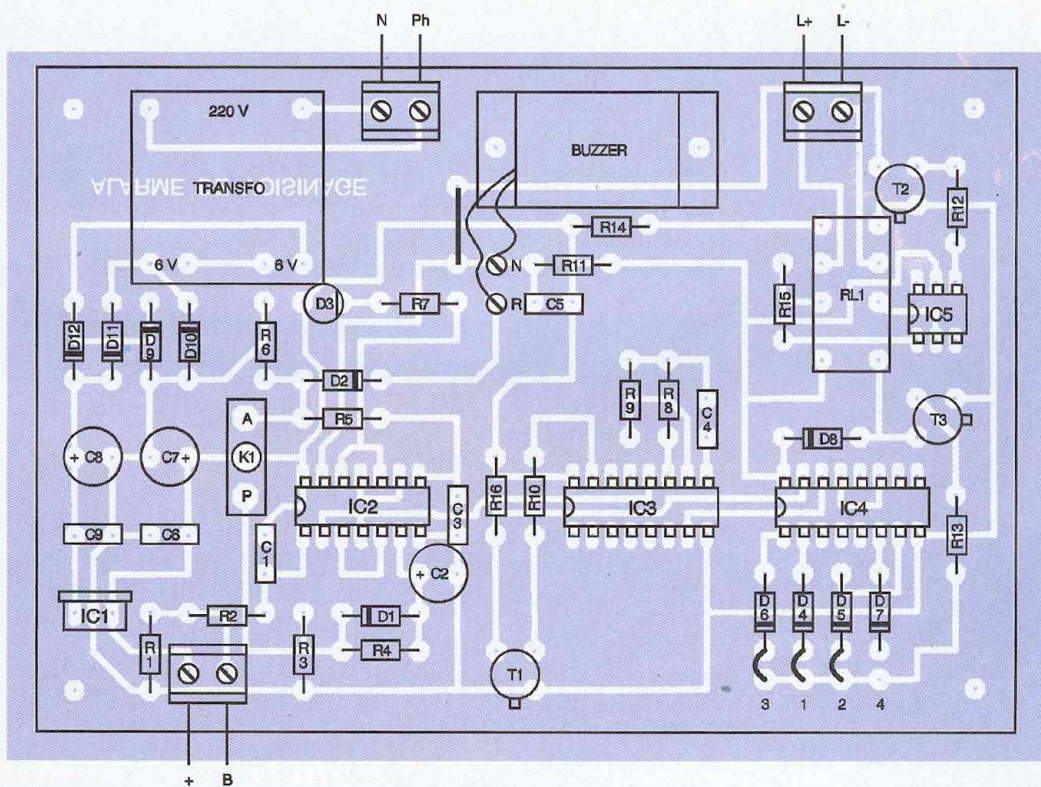 N Ph L+ L-
220 V
BUZZER
ALARME DE VOISINAGE
TRANSFO
T2
R12
R14
6 V 6 V
N
R11
D3
R7
R
C5
R15
RL1
IC5
D12
D11
D9
D10
R6
D2
R9
R8
C4
A
R5
T3
K1
D8
+ C8
C7 +
P
IC2
R16
R10
IC3
IC4
C9
C6
C1
C3
R13
+ C2
IC1
R2
D1
D6
D4
D5
D7
R1
R3
R4
T1
3 1 2 4
+ B